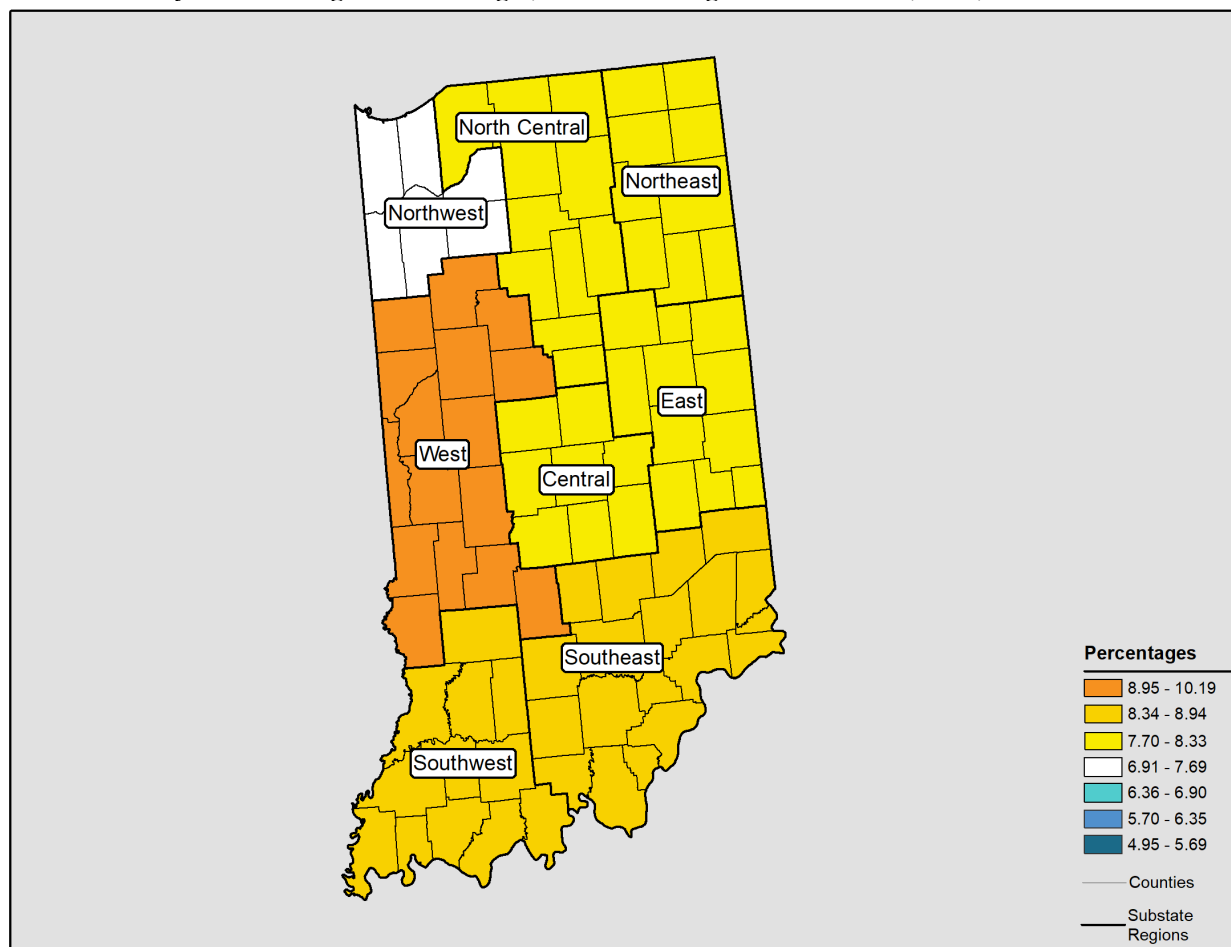 North Central
Northeast
Northwest
East
West
Central
Southeast
Southwest
Percentages
8.95 - 10.19
8.34 - 8.94
7.70 - 8.33
6.91 - 7.69
6.36 - 6.90
5.70 - 6.35
4.95 - 5.69
Counties
Substate
Regions